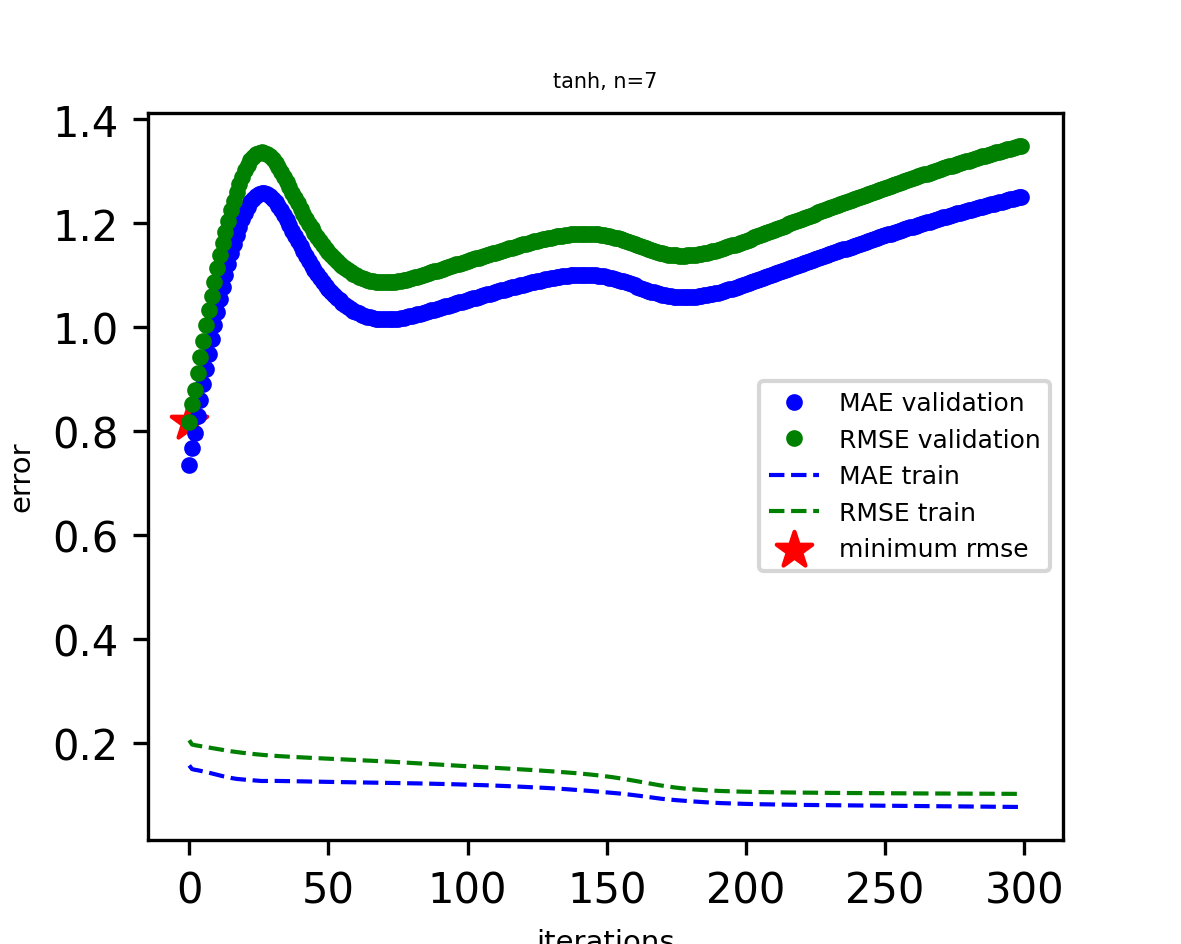 tanh, n=7
1.4
1.2
1.0
0.8
0.6
0.4
0.2
error
MAE validation
RMSE validation
MAE train
RMSE train
minimum rmse
0 50 100 150 200 250 300
iterations